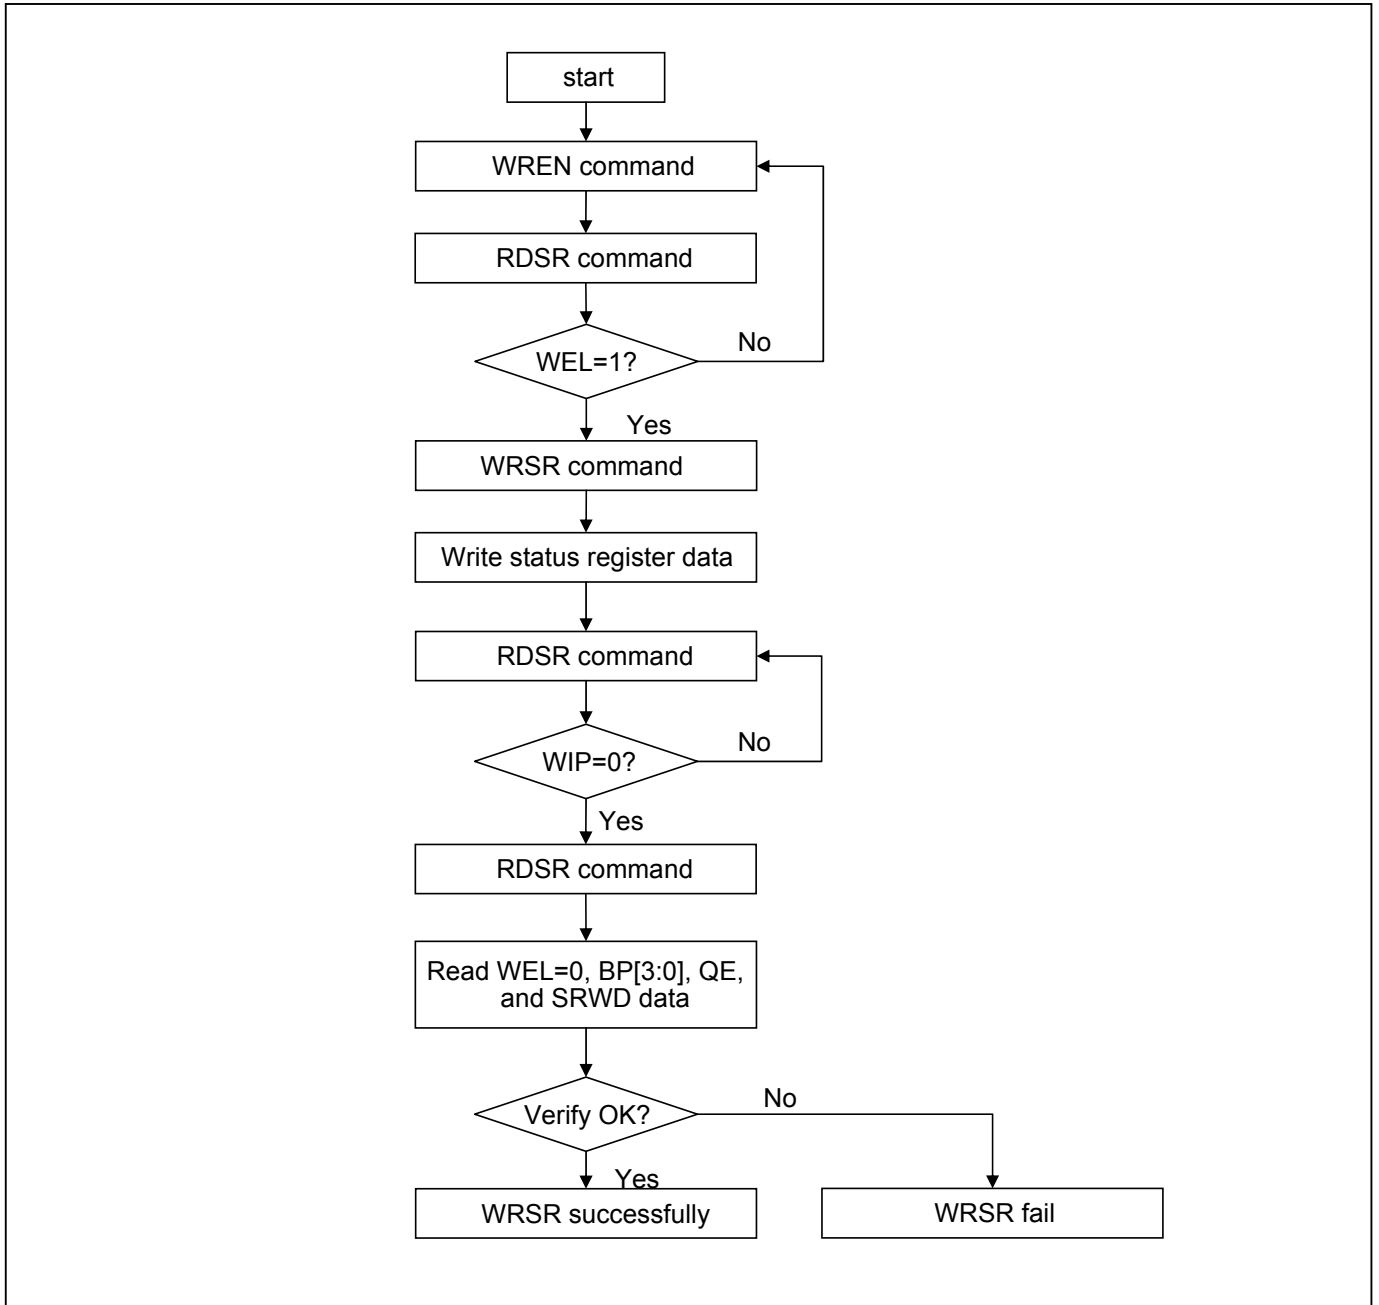 start
WREN command
RDSR command
WEL=1?
No
Yes
WRSR command
Write status register data
RDSR command
WIP=0?
No
Yes
RDSR command
Read WEL=0, BP[3:0], QE,
and SRWD data
Verify OK?
No
Yes
WRSR successfully
WRSR fail